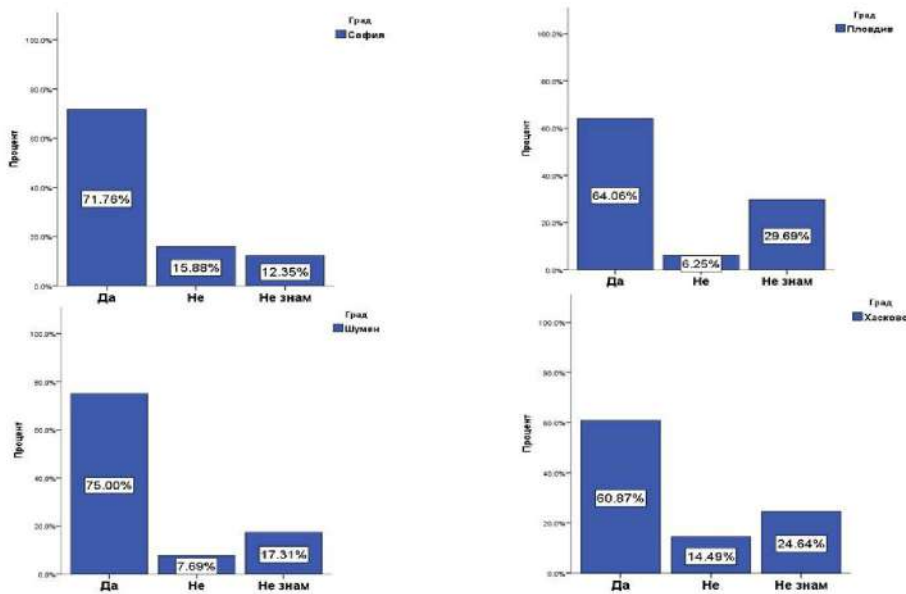 Град
София
Процент
100.0%
80.0%
60.0%
40.0%
20.0%
0.0%
71.76%
15.88%
12.35%
Да Не Не знам
Град
Пловдив
Процент
100.0%
80.0%
60.0%
40.0%
20.0%
0.0%
64.06%
6.25%
29.69%
Да Не Не знам
Град
Шумен
Процент
100.0%
80.0%
60.0%
40.0%
20.0%
0.0%
75.00%
7.69%
17.31%
Да Не Не знам
Град
Хасково
Процент
100.0%
80.0%
60.0%
40.0%
20.0%
0.0%
60.87%
14.49%
24.64%
Да Не Не знам